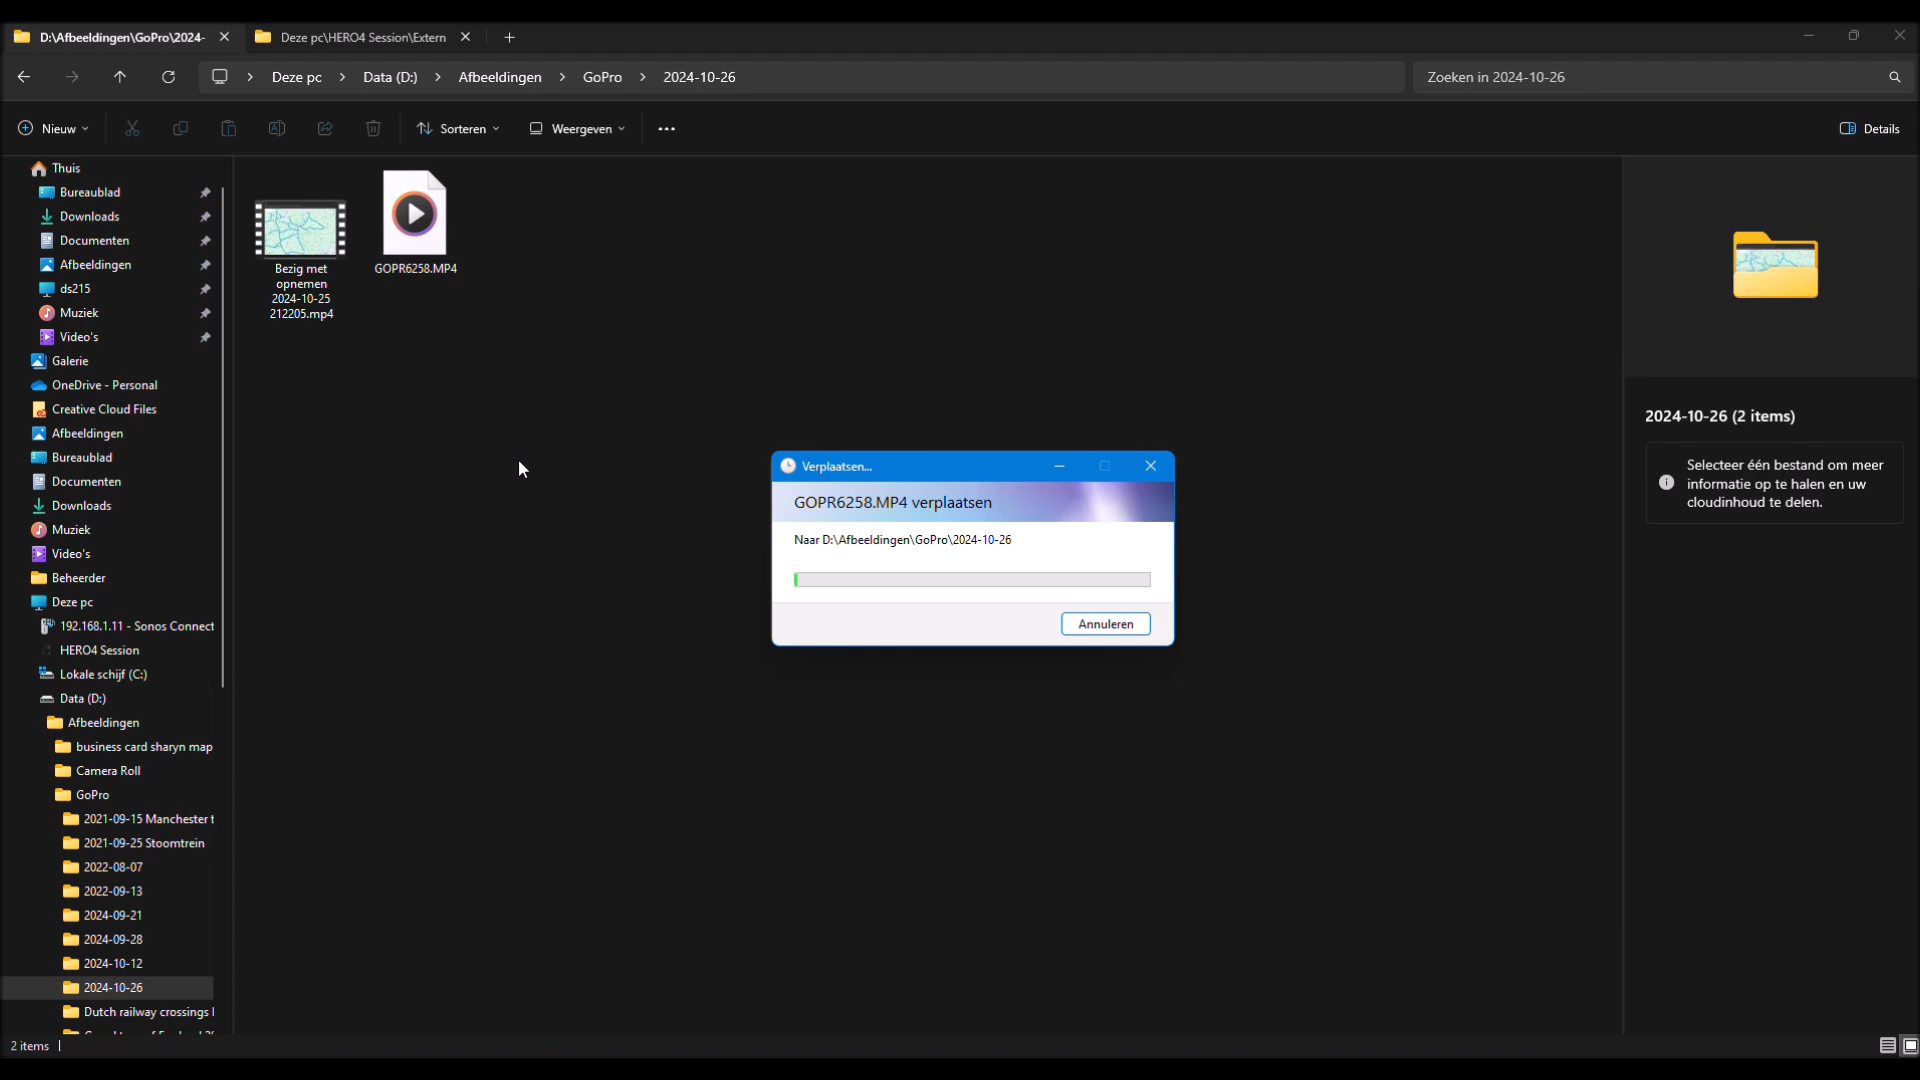 D:\Afbeeldingen\GoPro\2024-
Deze pc\HERO4 Session\Extern
Deze pc
Data (D:)
Afbeeldingen
GoPro
2024-10-26
Zoeken in 2024-10-26
Nieuw
Sorteren
Weergeven
Details
Thuis
Bureaublad
Downloads
Documenten
Afbeeldingen
ds215
Muziek
Video's
Galerie
OneDrive - Personal
Creative Cloud Files
Afbeeldingen
Bureaublad
Documenten
Downloads
Muziek
Video's
Beheerder
Deze pc
192.168.1.11 - Sonos Connect
HERO4 Session
Lokale schijf (C:)
Data (D:)
Afbeeldingen
business card sharyn map
Camera Roll
GoPro
2021-09-15 Manchester t
2021-09-25 Stoomtrein
2022-08-07
2022-09-13
2024-09-21
2024-09-28
2024-10-12
2024-10-26
Dutch railway crossings
2 items
Bezig met
opnemen
2024-10-25
212205.mp4
GOPR6258.MP4
Verplaatsen...
GOPR6258.MP4 verplaatsen
Naar D:\Afbeeldingen\GoPro\2024-10-26
Annuleren
2024-10-26 (2 items)
Selecteer één bestand om meer
informatie op te halen en uw
cloudinhoud te delen.